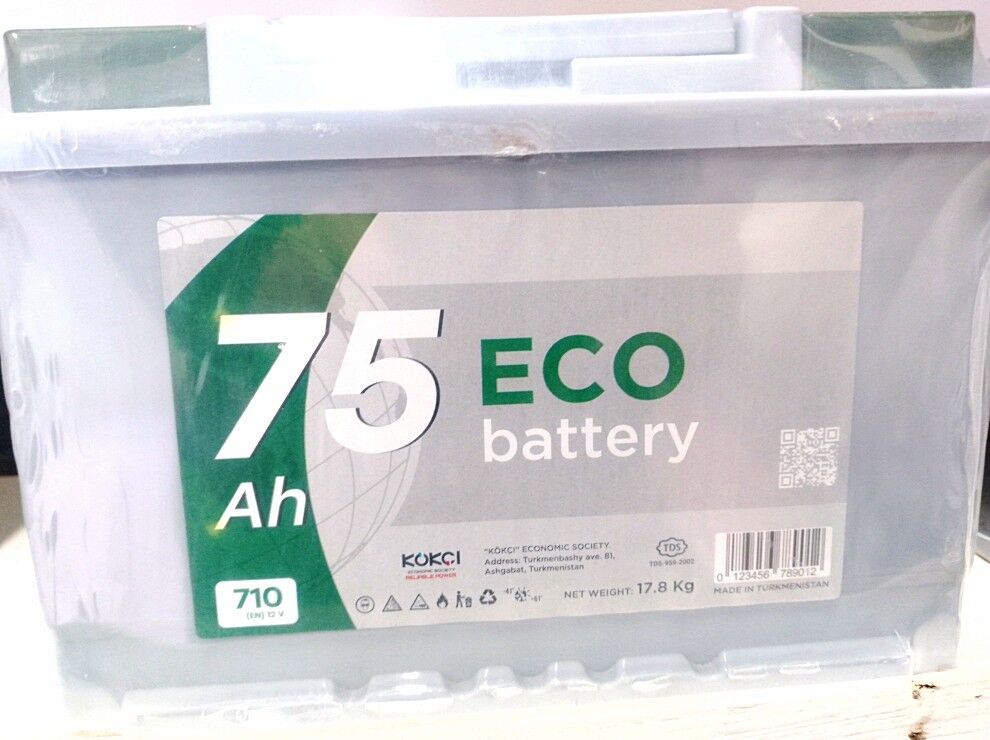 75
Ah
ECO
battery
710
(EN) 12 V
KÖKÇI
ECONOMIC SOCIETY
RELIABLE POWER
"KÖKÇI" ECONOMIC SOCIETY.
Address: Turkmenbashy ave. 81,
Ashgabat, Turkmenistan
TDS
TDS-959-2002
NET WEIGHT: 17.8 Kg
0 123456 789012
MADE IN TURKMENISTAN